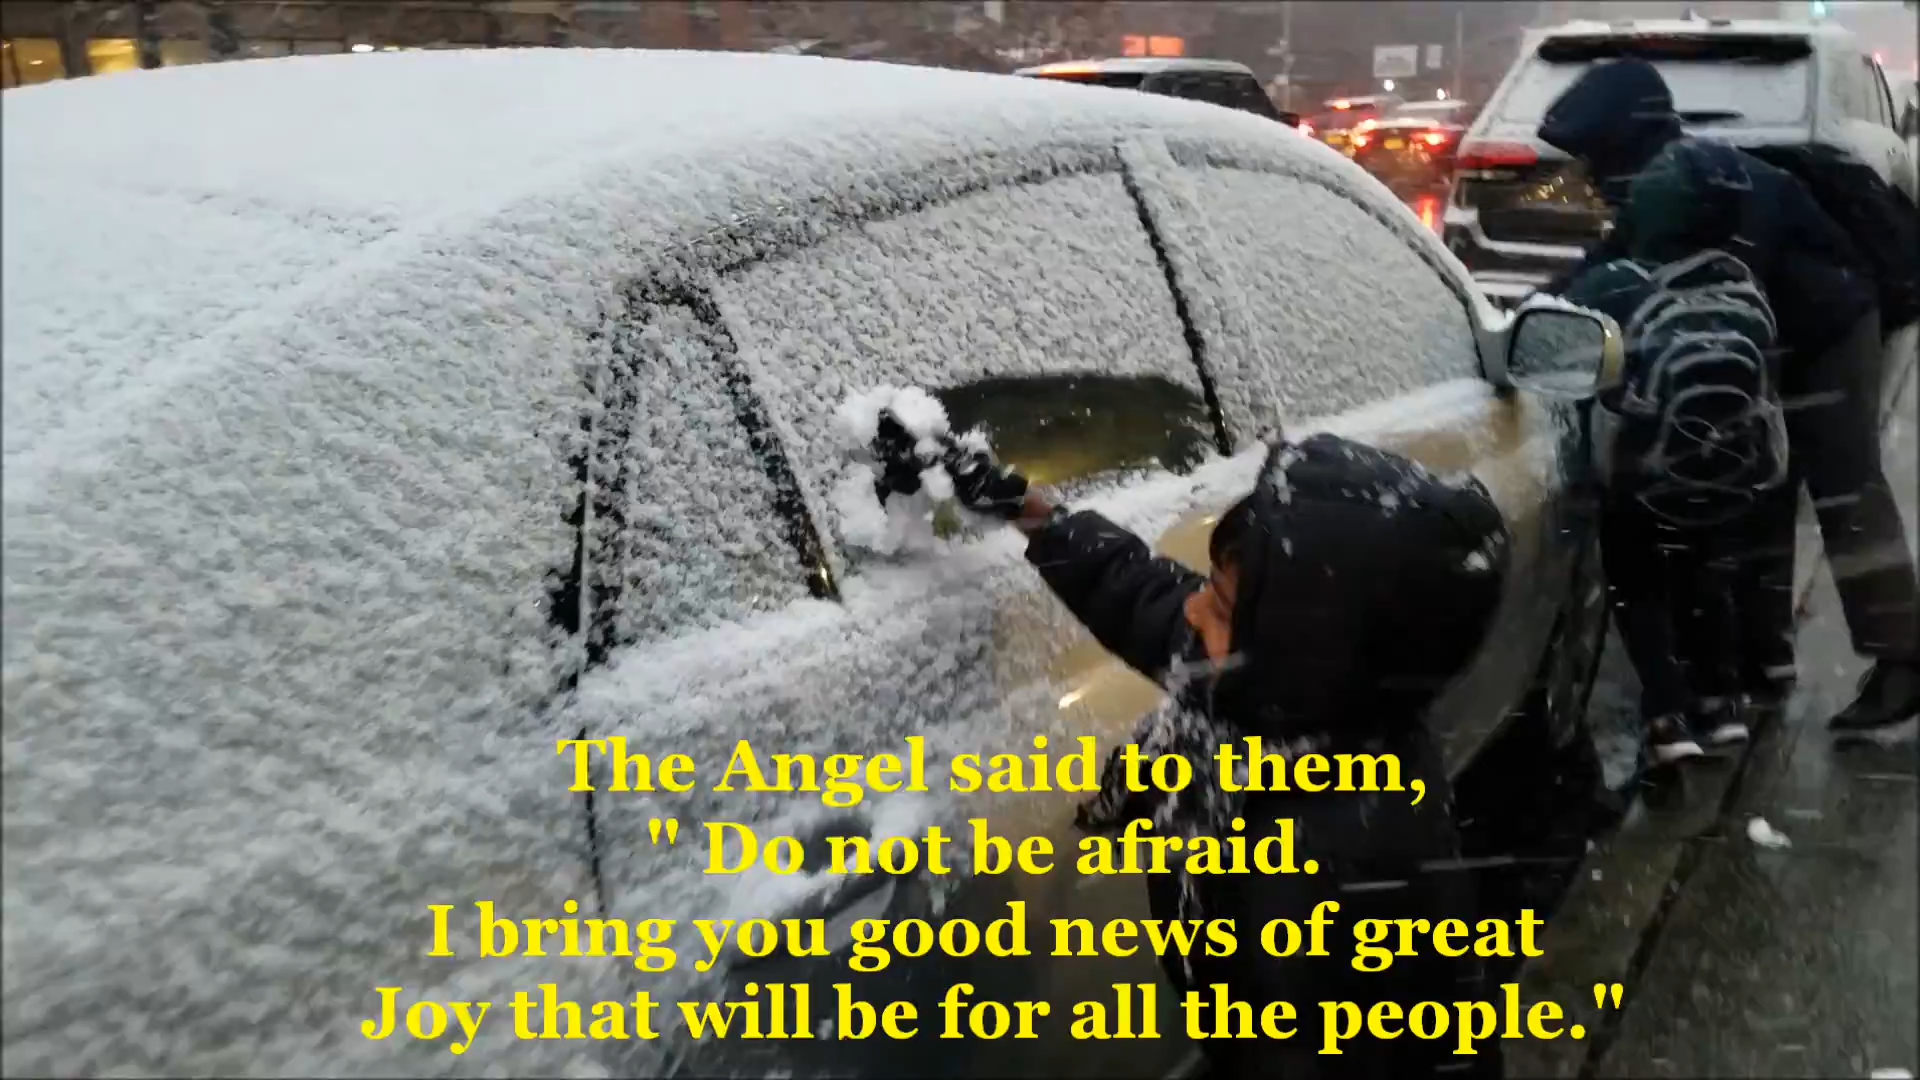 The Angel said to them,
" Do not be afraid.
I bring you good news of great
Joy that will be for all the people."